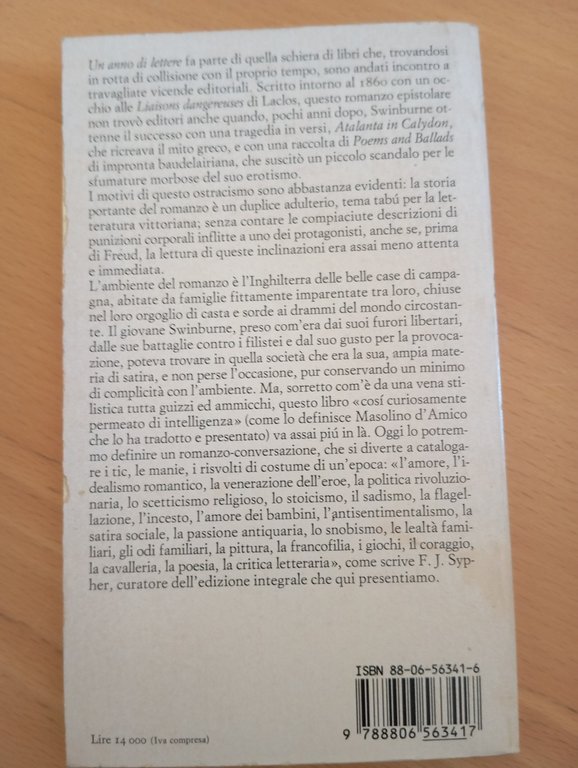 Un anno di lettere fa parte di quella schiera di libri che, trovandosi
in rotta di collisione con il proprio tempo, sono andati incontro a
travagliate vicende editoriali. Scritto intorno al 1860 con un oc-
chio alle Liaisons dangereuses di Laclos, questo romanzo epistolare
non trovò editori anche quando, pochi anni dopo, Swinburne ot-
tenne il successo con una tragedia in versi, Atalanta in Calydon,
che ricreava il mito greco, e con una raccolta di Poems and Ballads
di impronta baudelairiana, che suscitò un piccolo scandalo per le
sfumature morbose del suo erotismo.
I motivi di questo ostracismo sono abbastanza evidenti: la storia
portante del romanzo è un duplice adulterio, tema tabú per la let-
teratura vittoriana; senza contare le compiaciute descrizioni di
punizioni corporali inflitte a uno dei protagonisti, anche se, prima
di Freud, la lettura di queste inclinazioni era assai meno attenta
e immediata.
L'ambiente del romanzo è l'Inghilterra delle belle case di campa-
gna, abitate da famiglie fittamente imparentate tra loro, chiuse
nel loro orgoglio di casta e sorde ai drammi del mondo circostan-
te. Il giovane Swinburne, preso com'era dai suoi furori libertari,
dalle sue battaglie contro i filistei e dal suo gusto per la provoca-
zione, poteva trovare in quella società che era la sua, ampia mate-
ria di satira, e non perse l'occasione, pur conservando un minimo
di complicità con l'ambiente. Ma, sorretto com'è da una vena sti-
listica tutta guizzi ed ammicchi, questo libro «cosí curiosamente
permeato di intelligenza» (come lo definisce Masolino d'Amico
che lo ha tradotto e presentato) va assai piú in là. Oggi lo potrem-
mo definire un romanzo-conversazione, che si diverte a cataloga-
re i tic, le manie, i risvolti di costume di un'epoca: «l'amore, l'i-
dealismo romantico, la venerazione dell'eroe, la politica rivoluzio-
naria, lo scetticismo religioso, lo stoicismo, il sadismo, la flagel-
lazione, l'incesto, l'amore dei bambini, l'antisentimentalismo, la
satira sociale, la passione antiquaria, lo snobismo, le lealtà fami-
liari, gli odi familiari, la pittura, la francofilia, i giochi, il coraggio,
la cavalleria, la poesia, la critica letteraria», come scrive F. J. Syp-
her, curatore dell'edizione integrale che qui presentiamo.
ISBN 88-06-56341-6
9 788806 563417
Lire 14 000 (Iva compresa)